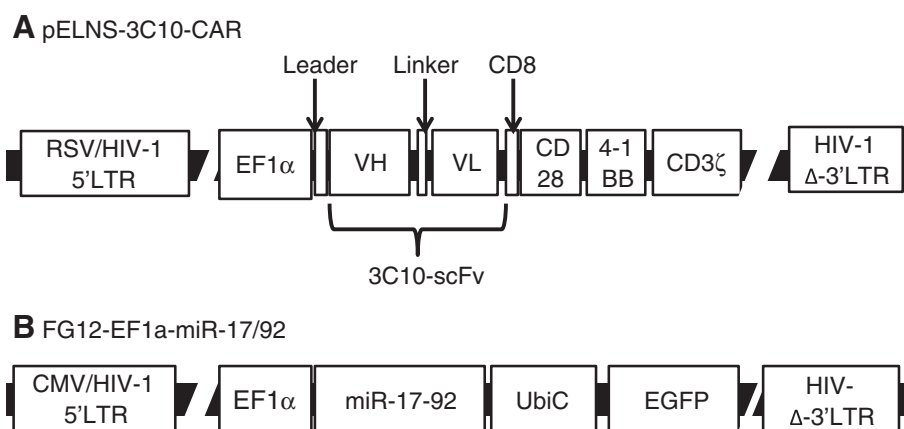 A pELNS-3C10-CAR
Leader Linker CD8
RSV/HIV-1
5'LTR
EF1α
VH
VL
CD
28
4-1
BB
CD3ζ
HIV-1
Δ-3'LTR
3C10-scFv
B FG12-EF1a-miR-17/92
CMV/HIV-1
5'LTR
EF1α
miR-17-92
UbiC
EGFP
HIV-
Δ-3'LTR